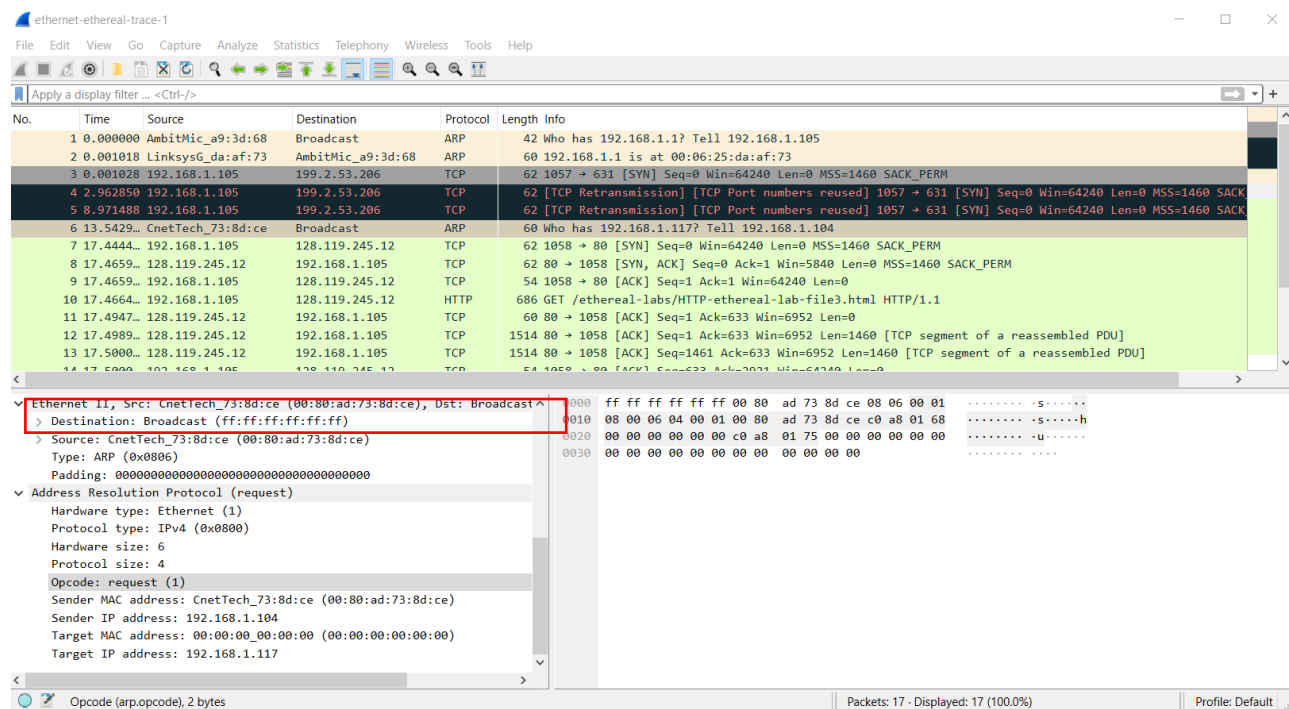 ethernet-ethereal-trace-1
File Edit View Go Capture Analyze Statistics Telephony Wireless Tools Help
Apply a display filter ... <Ctrl-/>
No. Time Source Destination Protocol Length Info
1 0.000000 AmbitMic_a9:3d:68 Broadcast ARP 42 Who has 192.168.1.1? Tell 192.168.1.105
2 0.001018 LinksysG_da:af:73 AmbitMic_a9:3d:68 ARP 60 192.168.1.1 is at 00:06:25:da:af:73
3 0.001028 192.168.1.105 199.2.53.206 TCP 62 1057 → 631 [SYN] Seq=0 Win=64240 Len=0 MSS=1460 SACK_PERM
4 2.962850 192.168.1.105 199.2.53.206 TCP 62 [TCP Retransmission] [TCP Port numbers reused] 1057 → 631 [SYN] Seq=0 Win=64240 Len=0 MSS=1460 SACK
5 8.971488 192.168.1.105 199.2.53.206 TCP 62 [TCP Retransmission] [TCP Port numbers reused] 1057 → 631 [SYN] Seq=0 Win=64240 Len=0 MSS=1460 SACK
6 13.5429… CnetTech_73:8d:ce Broadcast ARP 60 Who has 192.168.1.117? Tell 192.168.1.104
7 17.4444… 192.168.1.105 128.119.245.12 TCP 62 1058 → 80 [SYN] Seq=0 Win=64240 Len=0 MSS=1460 SACK_PERM
8 17.4659… 128.119.245.12 192.168.1.105 TCP 62 80 → 1058 [SYN, ACK] Seq=0 Ack=1 Win=5840 Len=0 MSS=1460 SACK_PERM
9 17.4659… 192.168.1.105 128.119.245.12 TCP 54 1058 → 80 [ACK] Seq=1 Ack=1 Win=64240 Len=0
10 17.4664… 192.168.1.105 128.119.245.12 HTTP 686 GET /ethereal-labs/HTTP-ethereal-lab-file3.html HTTP/1.1
11 17.4947… 128.119.245.12 192.168.1.105 TCP 60 80 → 1058 [ACK] Seq=1 Ack=633 Win=6952 Len=0
12 17.4989… 128.119.245.12 192.168.1.105 TCP 1514 80 → 1058 [ACK] Seq=1 Ack=633 Win=6952 Len=1460 [TCP segment of a reassembled PDU]
13 17.5000… 128.119.245.12 192.168.1.105 TCP 1514 80 → 1058 [ACK] Seq=1461 Ack=633 Win=6952 Len=1460 [TCP segment of a reassembled PDU]
14 17.5000… 192.168.1.105 128.119.245.12 TCP 54 1058 → 80 [ACK] Seq=633 Ack=2921 Win=64240 Len=0
Ethernet II, Src: CnetTech_73:8d:ce (00:80:ad:73:8d:ce), Dst: Broadcast
Destination: Broadcast (ff:ff:ff:ff:ff:ff)
Source: CnetTech_73:8d:ce (00:80:ad:73:8d:ce)
Type: ARP (0x0806)
Padding: 000000000000000000000000000000000000
Address Resolution Protocol (request)
Hardware type: Ethernet (1)
Protocol type: IPv4 (0x0800)
Hardware size: 6
Protocol size: 4
Opcode: request (1)
Sender MAC address: CnetTech_73:8d:ce (00:80:ad:73:8d:ce)
Sender IP address: 192.168.1.104
Target MAC address: 00:00:00_00:00:00 (00:00:00:00:00:00)
Target IP address: 192.168.1.117
0000 ff ff ff ff ff ff 00 80 ad 73 8d ce 08 06 00 01 ········ ·s······
0010 08 00 06 04 00 01 00 80 ad 73 8d ce c0 a8 01 68 ········ ·s·····h
0020 00 00 00 00 00 00 c0 a8 01 75 00 00 00 00 00 00 ········ ·u······
0030 00 00 00 00 00 00 00 00 00 00 00 00 ········ ····
Opcode (arp.opcode), 2 bytes
Packets: 17 · Displayed: 17 (100.0%)
Profile: Default